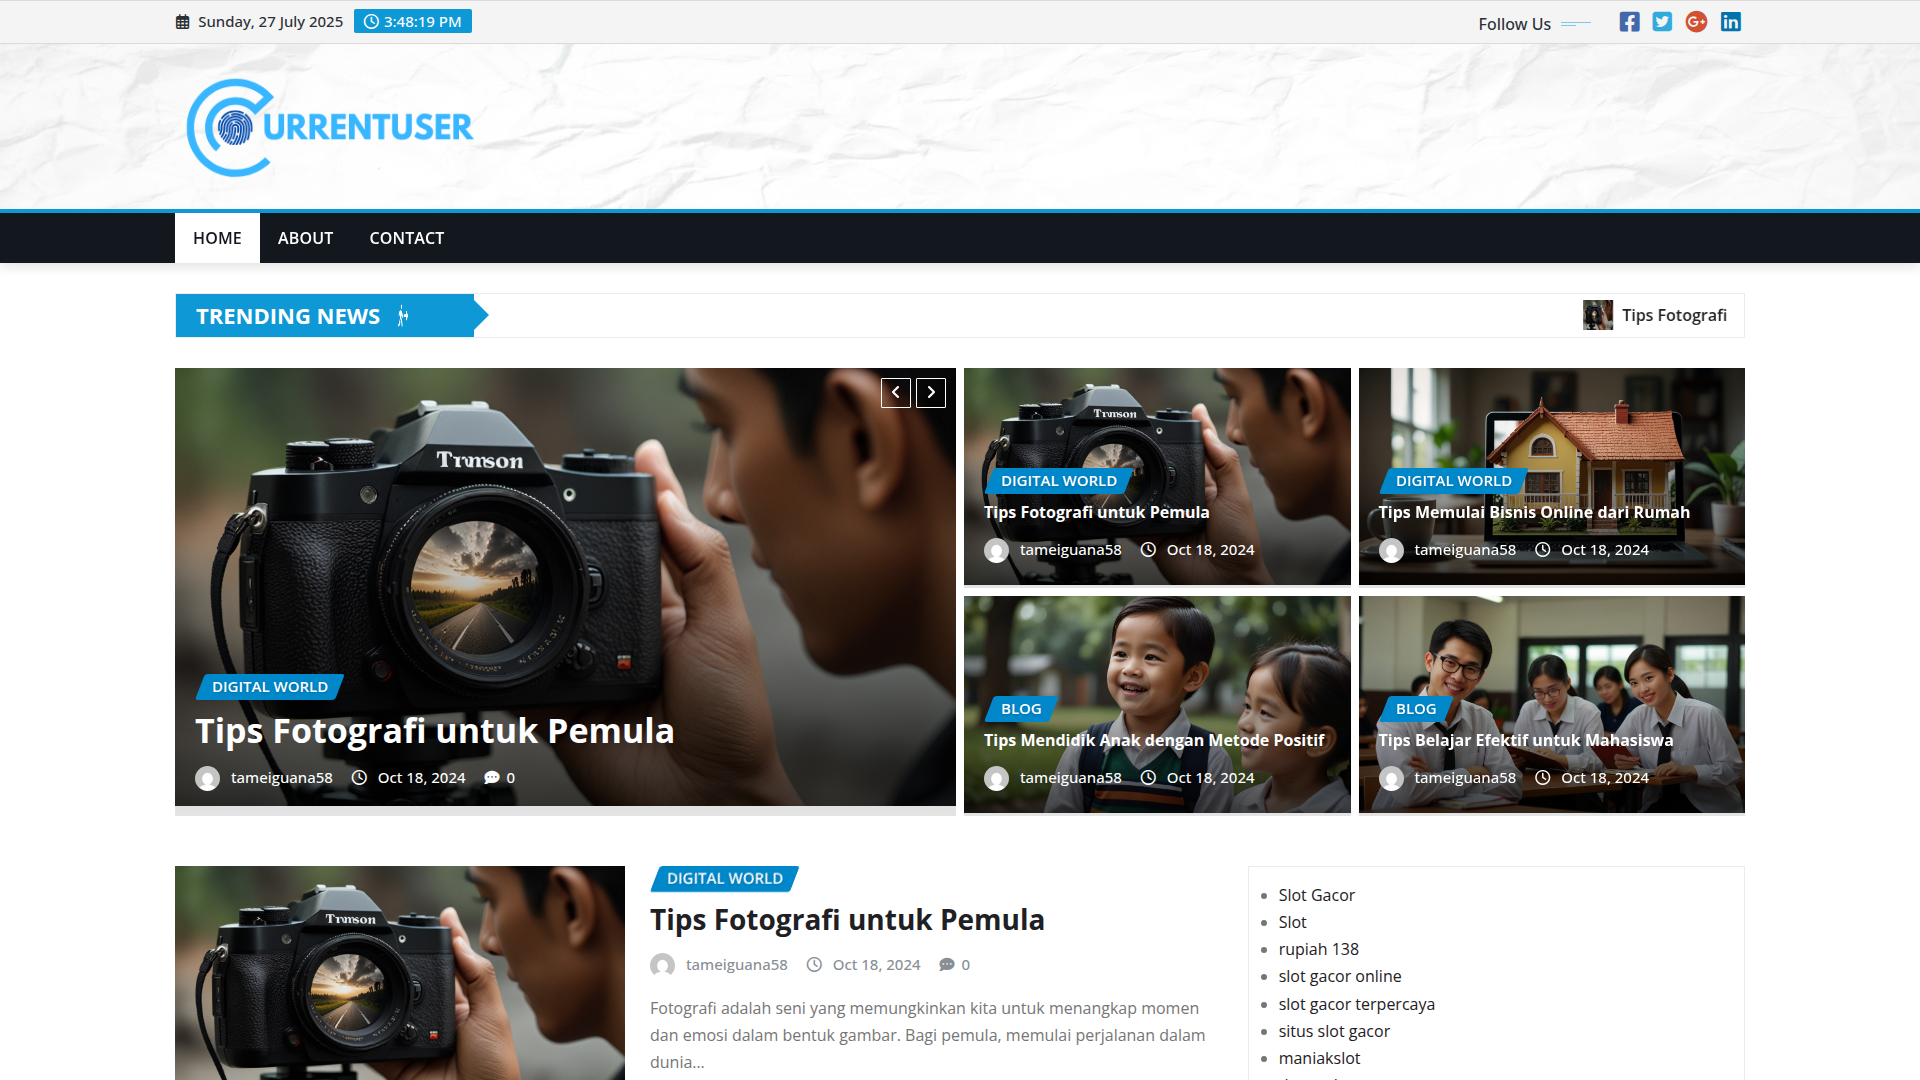 Sunday, 27 July 2025 3:48:19 PM
Follow Us
URRENTUSER
HOME ABOUT CONTACT
TRENDING NEWS
Tips Fotografi
DIGITAL WORLD
Tips Fotografi untuk Pemula
tameiguana58 Oct 18, 2024 0
DIGITAL WORLD
Tips Fotografi untuk Pemula
tameiguana58 Oct 18, 2024
DIGITAL WORLD
Tips Memulai Bisnis Online dari Rumah
tameiguana58 Oct 18, 2024
BLOG
Tips Mendidik Anak dengan Metode Positif
tameiguana58 Oct 18, 2024
BLOG
Tips Belajar Efektif untuk Mahasiswa
tameiguana58 Oct 18, 2024
DIGITAL WORLD
Tips Fotografi untuk Pemula
tameiguana58 Oct 18, 2024 0
Fotografi adalah seni yang memungkinkan kita untuk menangkap momen
dan emosi dalam bentuk gambar. Bagi pemula, memulai perjalanan dalam
dunia...
Slot Gacor
Slot
rupiah 138
slot gacor online
slot gacor terpercaya
situs slot gacor
maniakslot